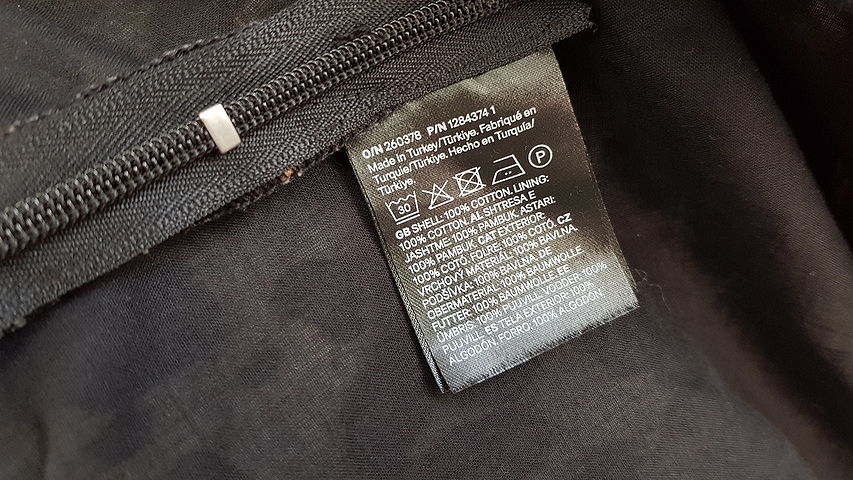 O/N 260378 P/N 1284374 1
Made in Turkey/Türkiye. Fabriqué en
Turquie/Türkiye. Hecho en Turquía/
Türkiye.
30 P
GB SHELL: 100% COTTON. LINING:
100% COTTON. AL SHTRESA E
JASHTME: 100% PAMBUK. ASTARI:
100% PAMBUK. CAT EXTERIOR:
100% COTÓ. FOLRE: 100% COTÓ. CZ
VRCHOVÝ MATERIÁL: 100% BAVLNA.
PODŠÍVKA: 100% BAVLNA. DE
OBERMATERIAL: 100% BAUMWOLLE
FUTTER: 100% BAUMWOLLE. EE
ÜMBRIS: 100% PUUVILL. VOODER: 100%
PUUVILL. ES TELA EXTERIOR: 100%
ALGODÓN. FORRO: 100% ALGODÓN.